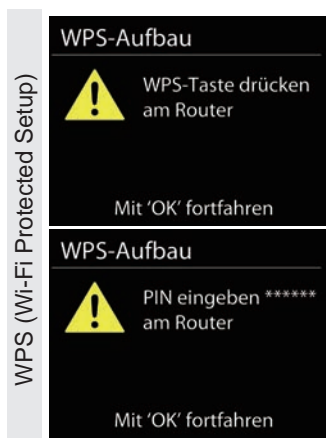 WPS (Wi-Fi Protected Setup)
WPS-Aufbau
WPS-Taste drücken
am Router
Mit 'OK' fortfahren
WPS-Aufbau
PIN eingeben ******
am Router
Mit 'OK' fortfahren